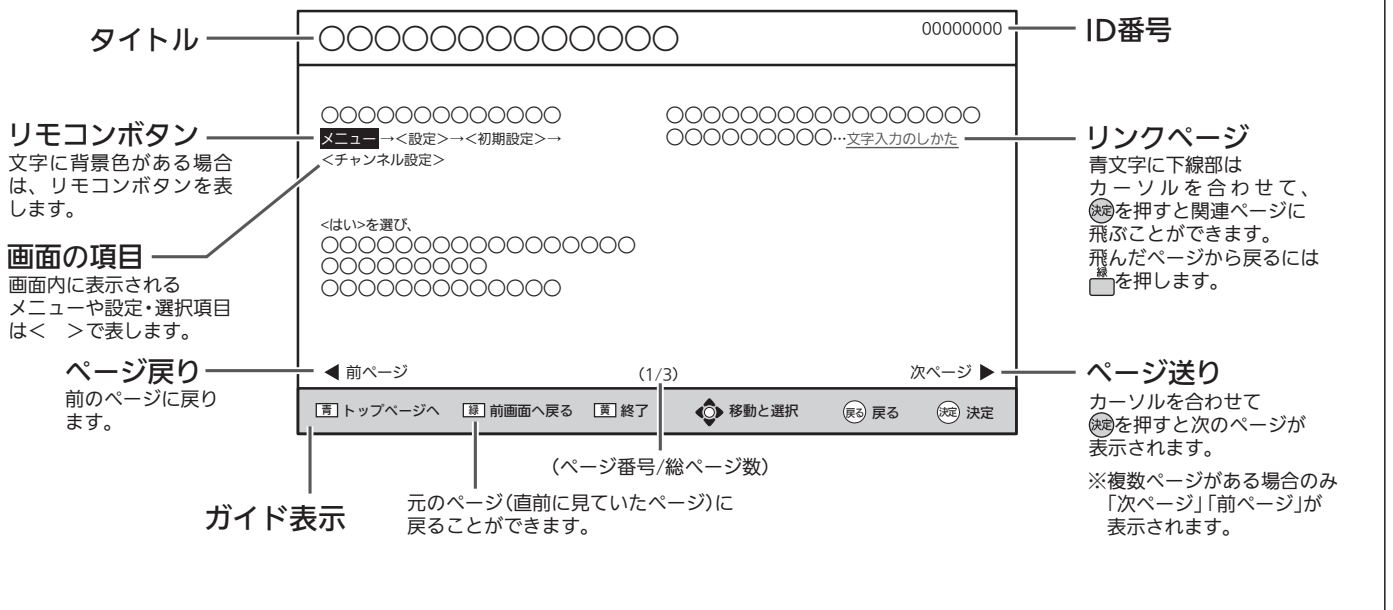 タイトル
○○○○○○○○○○○○○
00000000
ID番号
○○○○○○○○○○○○○
メニュー→<設定>→<初期設定>→
<チャンネル設定>
<はい>を選び、
○○○○○○○○○○○○○○○○○
○○○○○○○○○
○○○○○○○○○○○○○
○○○○○○○○○○○○○○○○○
○○○○○○○○○…文字入力のしかた
リモコンボタン
文字に背景色がある場合
は、リモコンボタンを表
します。
画面の項目
画面内に表示される
メニューや設定・選択項目
は<　>で表します。
リンクページ
青文字に下線部は
カーソルを合わせて、
決定を押すと関連ページに
飛ぶことができます。
飛んだページから戻るには
緑
を押します。
ページ戻り
前のページに戻り
ます。
◀ 前ページ
(1/3)
次ページ ▶
ページ送り
カーソルを合わせて
決定を押すと次のページが
表示されます。
※複数ページがある場合のみ
「次ページ」「前ページ」が
表示されます。
青 トップページへ 緑 前画面へ戻る 黄 終了 移動と選択 戻る 戻る 決定 決定
(ページ番号/総ページ数)
ガイド表示
元のページ(直前に見ていたページ)に
戻ることができます。